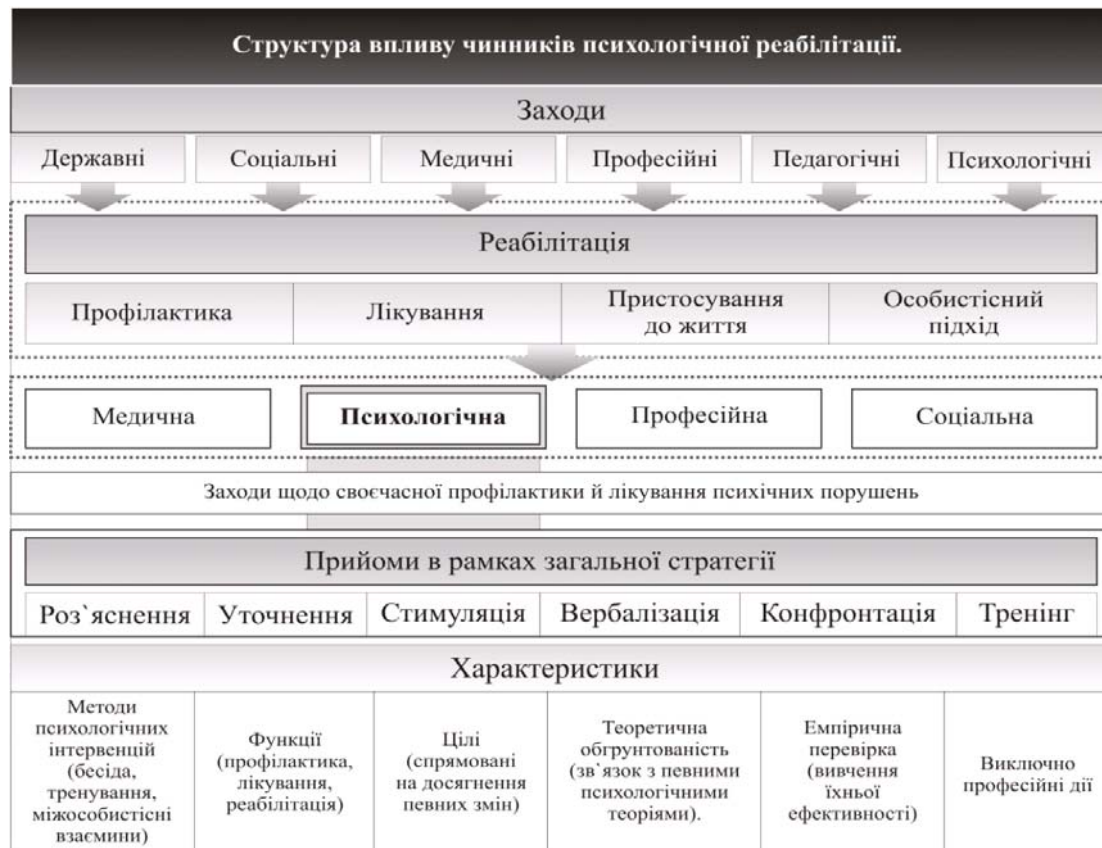 Структура впливу чинників психологічної реабілітації.
Заходи
Державні
Соціальні
Медичні
Професійні
Педагогічні
Психологічні
Реабілітація
Профілактика
Лікування
Пристосування
до життя
Особистісний
підхід
Медична
Психологічна
Професійна
Соціальна
Заходи щодо своєчасної профілактики й лікування психічних порушень
Прийоми в рамках загальної стратегії
Роз`яснення
Уточнення
Стимуляція
Вербалізація
Конфронтація
Тренінг
Характеристики
Методи
психологічних
інтервенцій
(бесіда,
тренування,
міжособистісні
взаємини)
Функції
(профілактика,
лікування,
реабілітація)
Цілі
(спрямовані
на досягнення
певних змін)
Теоретична
обгрунтованість
(зв`язок з певними
психологічними
теоріями).
Емпірична
перевірка
(вивчення
їхньої
ефективності)
Виключно
професійні дії